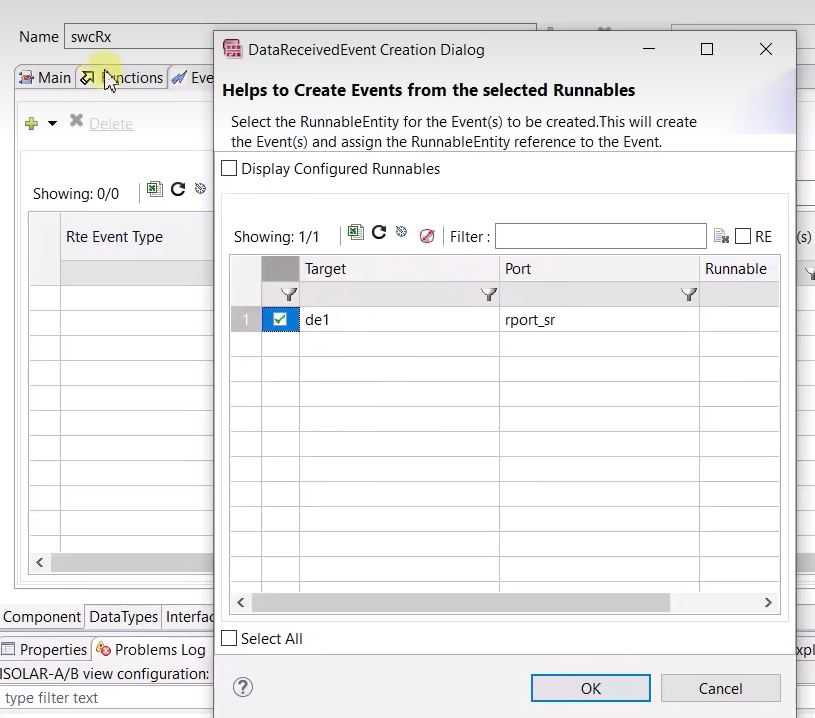 Name swcRx
DataReceivedEvent Creation Dialog
Main
Eve
Helps to Create Events from the selected Runnables
Select the RunnableEntity for the Event(s) to be created.This will create
the Event(s) and assign the RunnableEntity reference to the Event.
Delete
Display Configured Runnables
Showing: 0/0
Showing: 1/1 Filter : RE
Rte Event Type
(s)
Target Port Runnable
1 de1 rport_sr
Component DataTypes Interfac
Select All
Properties Problems Log
xpl
ISOLAR-A/B view configuration:
type filter text
? OK Cancel